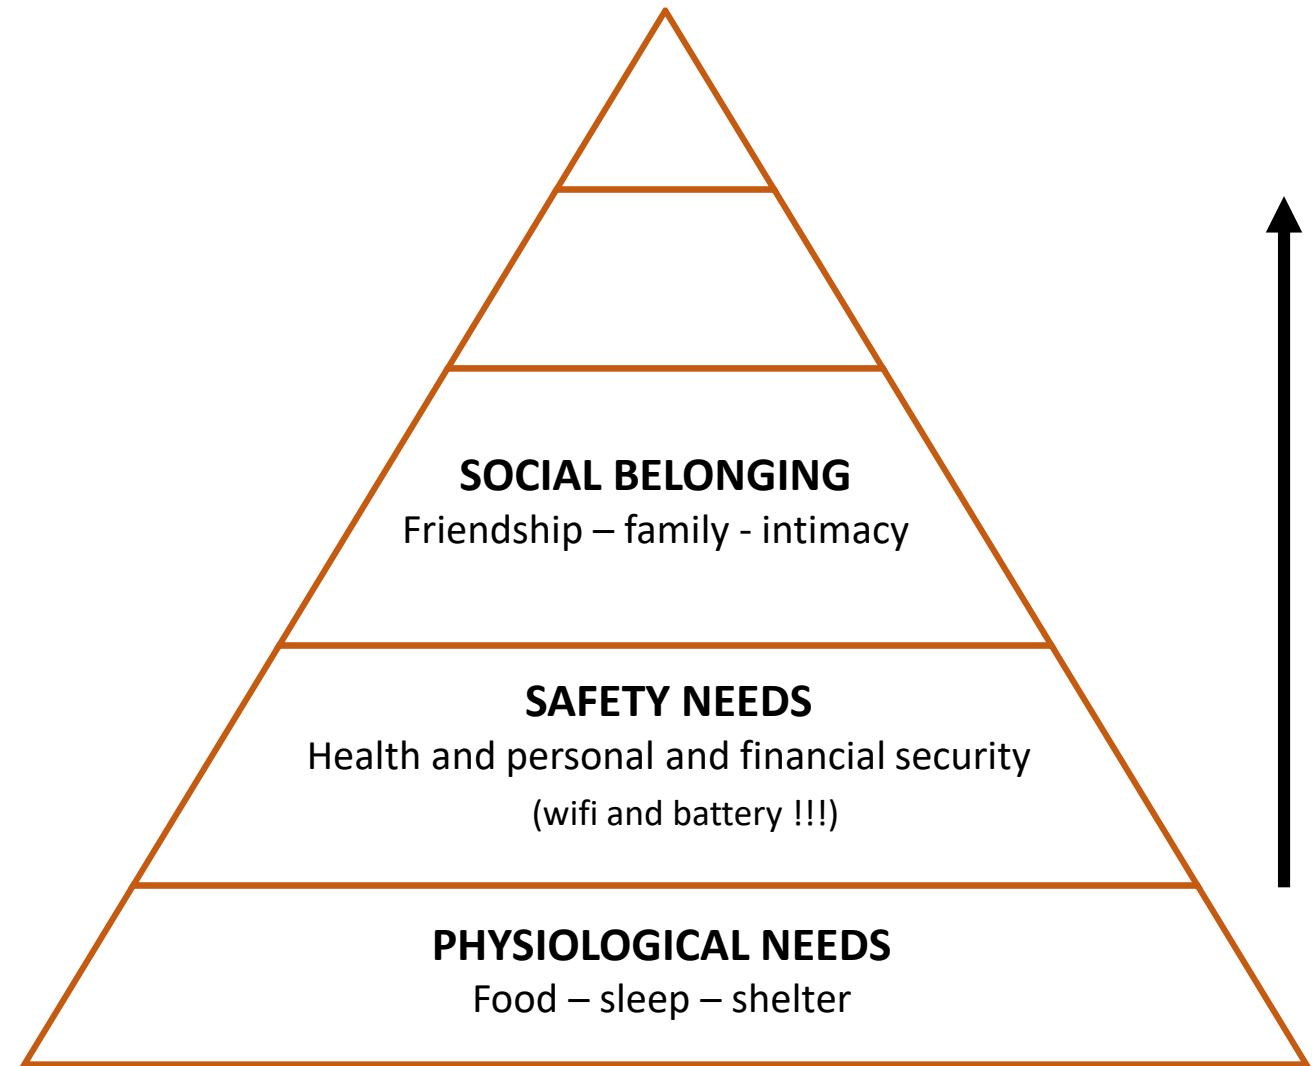 SOCIAL BELONGING
Friendship – family - intimacy
SAFETY NEEDS
Health and personal and financial security
(wifi and battery !!!)
PHYSIOLOGICAL NEEDS
Food – sleep – shelter